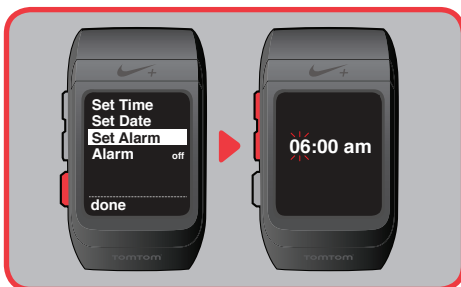 Set Time
Set Date
Set Alarm
Alarm off
done
TOMTOM
06:00 am
TOMTOM